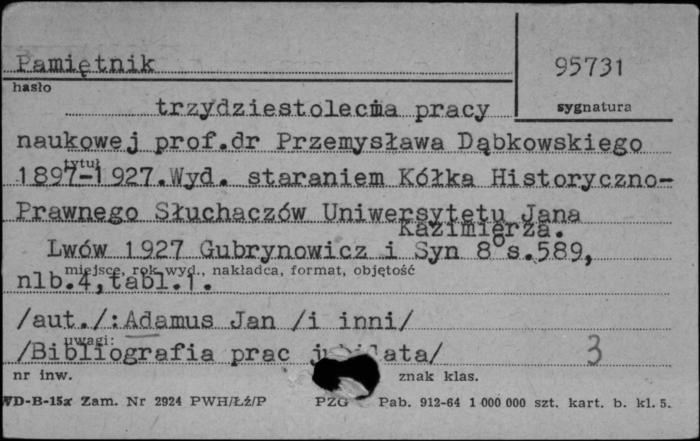 Pamiętnik
95731
hasło
sygnatura
trzydziestolecia pracy
naukowej prof.dr Przemysława Dąbkowskiego
tytuł
1897-1927.Wyd. staraniem Kółka Historyczno-
Prawnego Słuchaczów Uniwersytetu Jana
Kazimierza.
Lwów 1927 Gubrynowicz i Syn 8° s.589,
miejsce, rok wyd., nakładca, format, objętość
nlb.4,tabl.1.
/aut./:Adamus Jan /i inni/
uwagi:
/Bibliografia prac jubilata/
3
nr inw.
znak klas.
WD-B-15x Zam. Nr 2924 PWH/ŁŹ/P PZG Pab. 912-64 1 000 000 szt. kart. b. kl. 5.